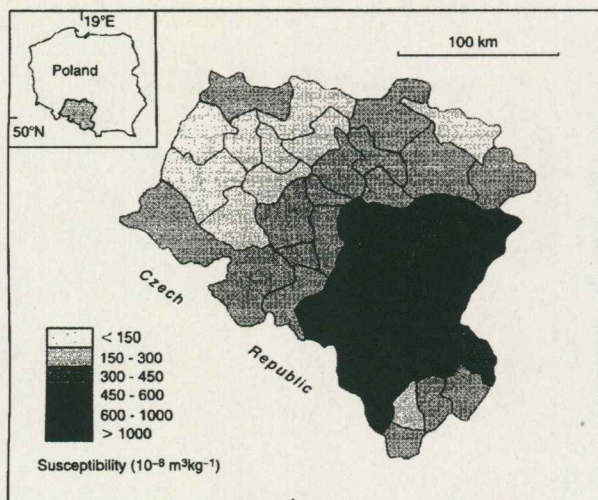 19°E
Poland
50°N
100 km
Czech
Republic
< 150
150 - 300
300 - 450
450 - 600
600 - 1000
> 1000
Susceptibility (10⁻⁸ m³kg⁻¹)